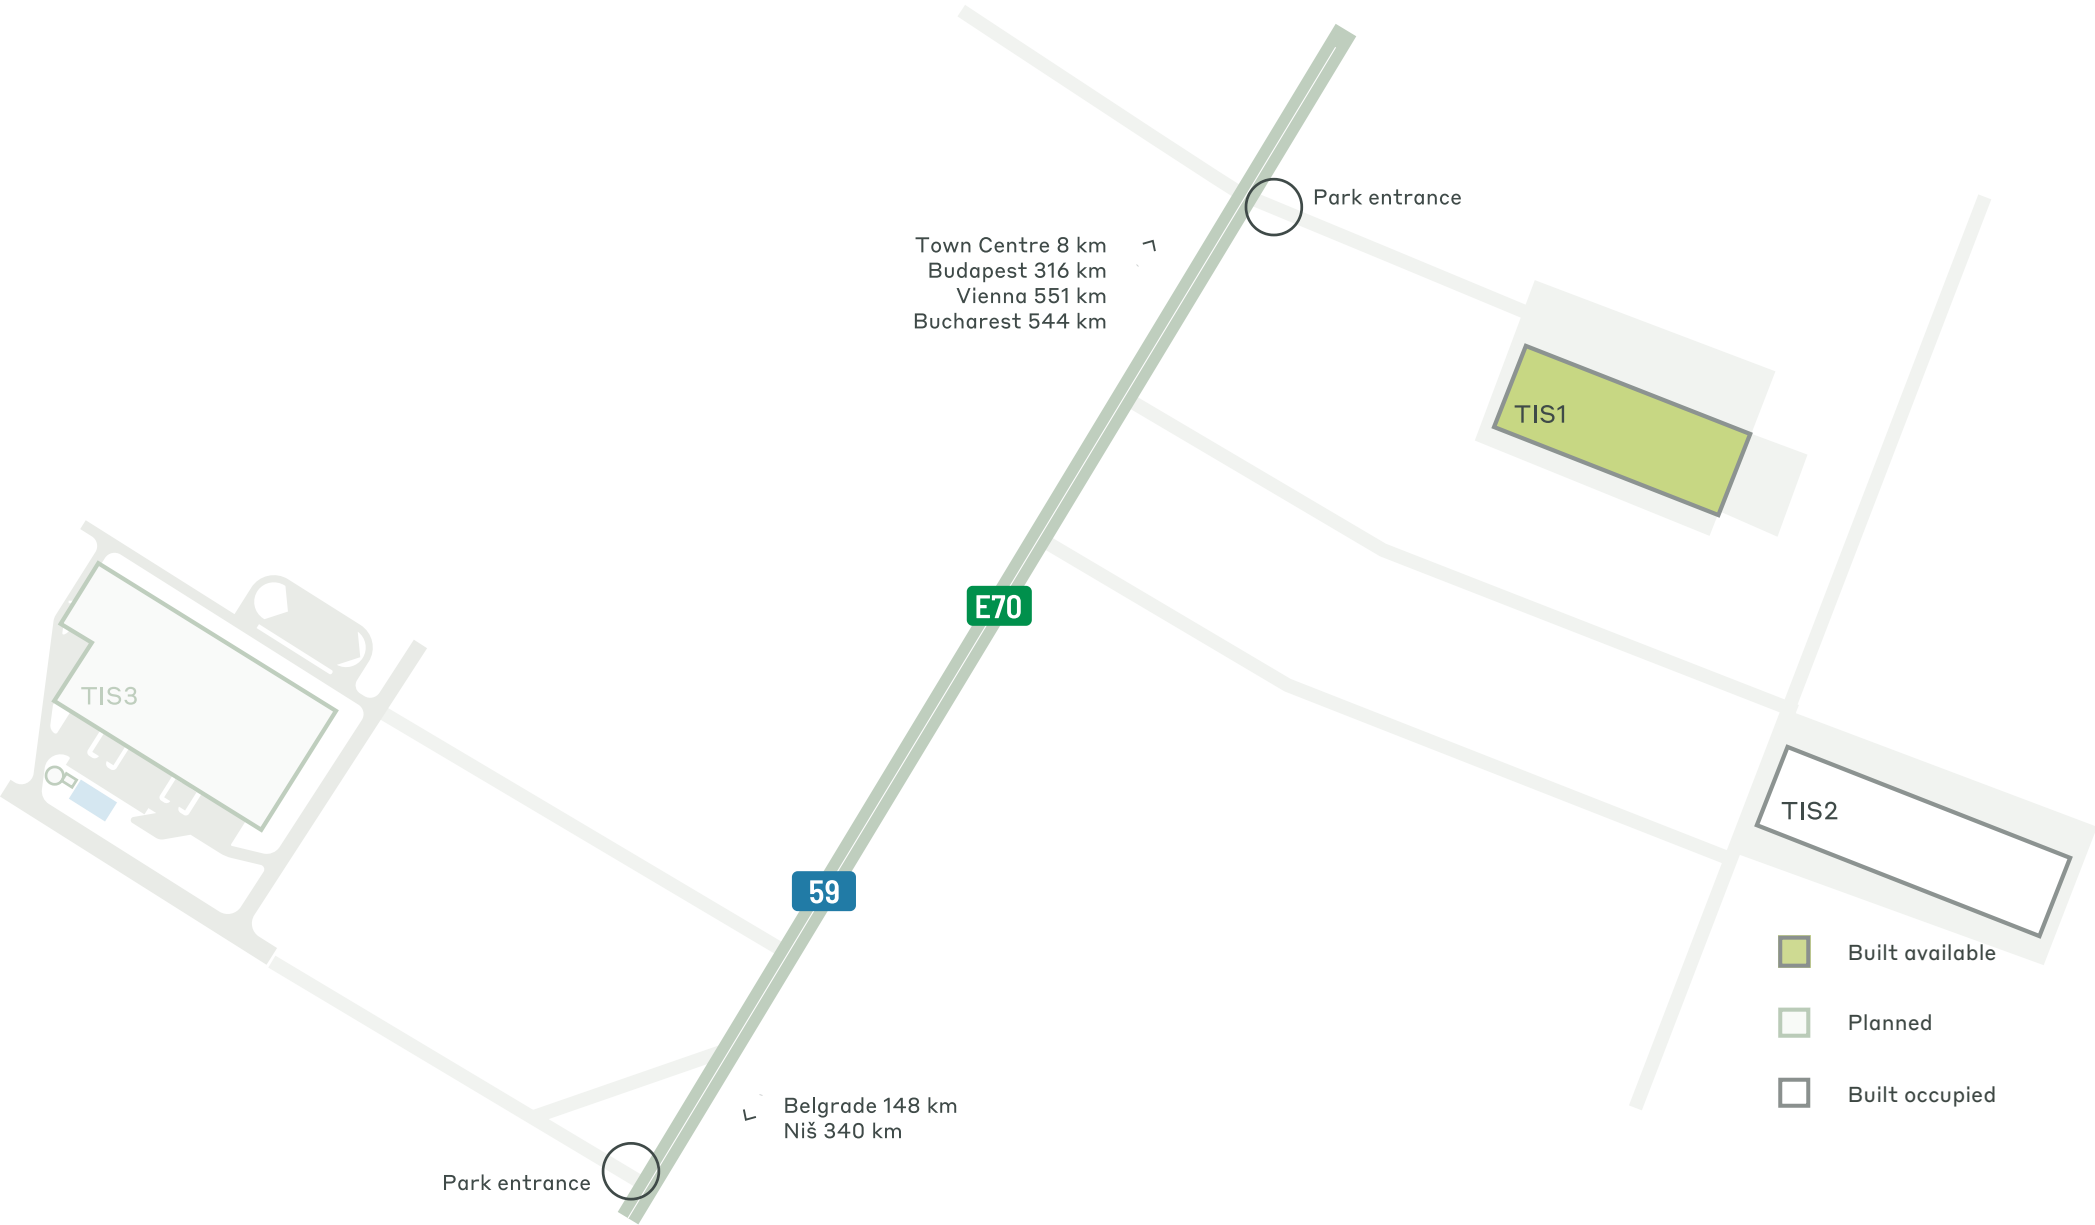 Park entrance
Town Centre 8 km
Budapest 316 km
Vienna 551 km
Bucharest 544 km
TIS1
E70
TIS3
TIS2
59
Built available
Planned
Built occupied
Belgrade 148 km
Niš 340 km
Park entrance